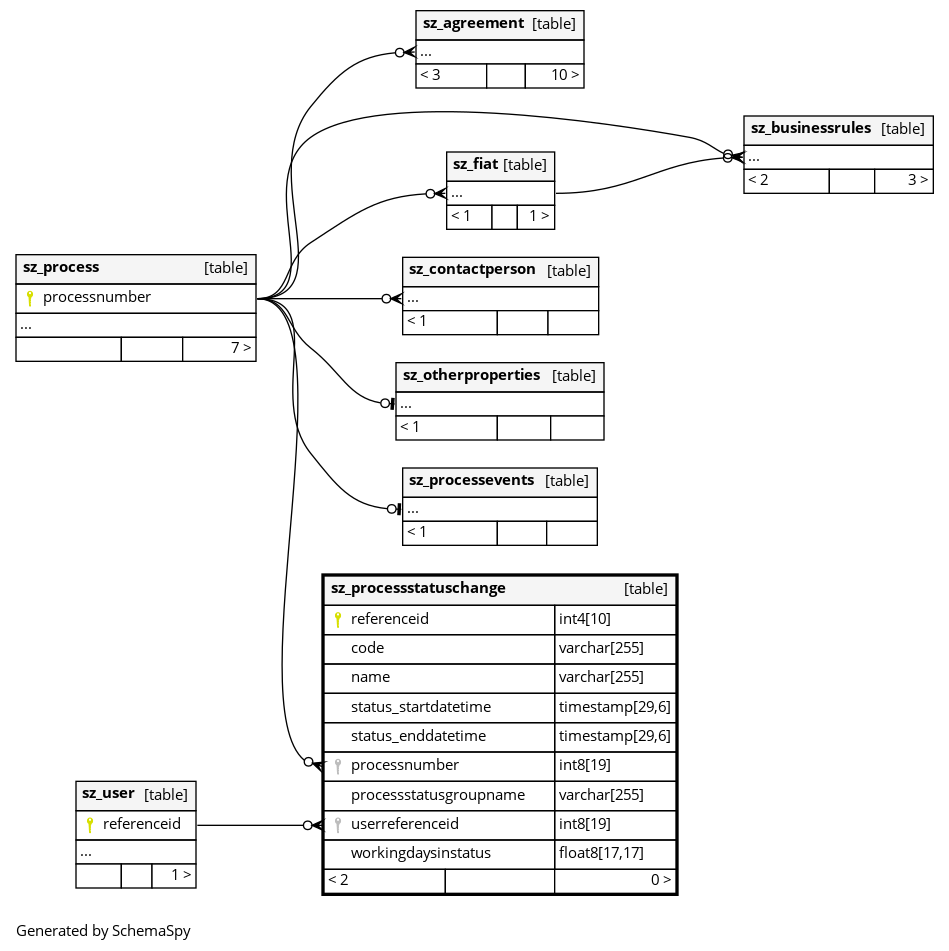 sz_agreement [table]
...
< 3 10 >
sz_businessrules [table]
...
< 2 3 >
sz_fiat [table]
...
< 1 1 >
sz_process [table]
processnumber
...
7 >
sz_contactperson [table]
...
< 1
sz_otherproperties [table]
...
< 1
sz_processevents [table]
...
< 1
sz_processstatuschange [table]
referenceid int4[10]
code varchar[255]
name varchar[255]
status_startdatetime timestamp[29,6]
status_enddatetime timestamp[29,6]
processnumber int8[19]
processstatusgroupname varchar[255]
userreferenceid int8[19]
workingdaysinstatus float8[17,17]
< 2 0 >
sz_user [table]
referenceid
...
1 >
Generated by SchemaSpy